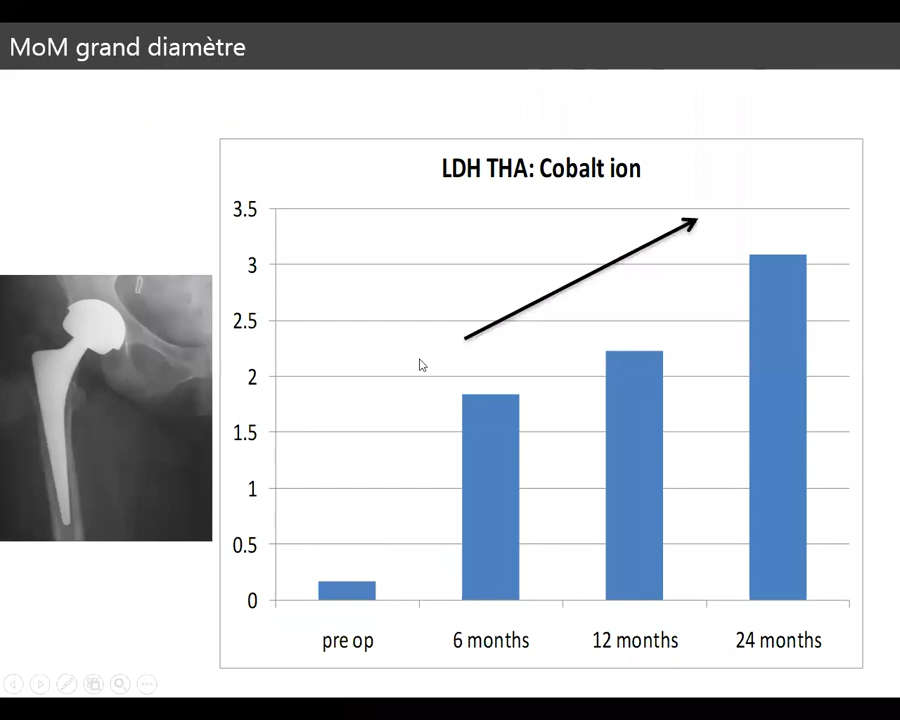 MoM grand diamètre
LDH THA: Cobalt ion
3.5
3
2.5
2
1.5
1
0.5
0
pre op
6 months
12 months
24 months